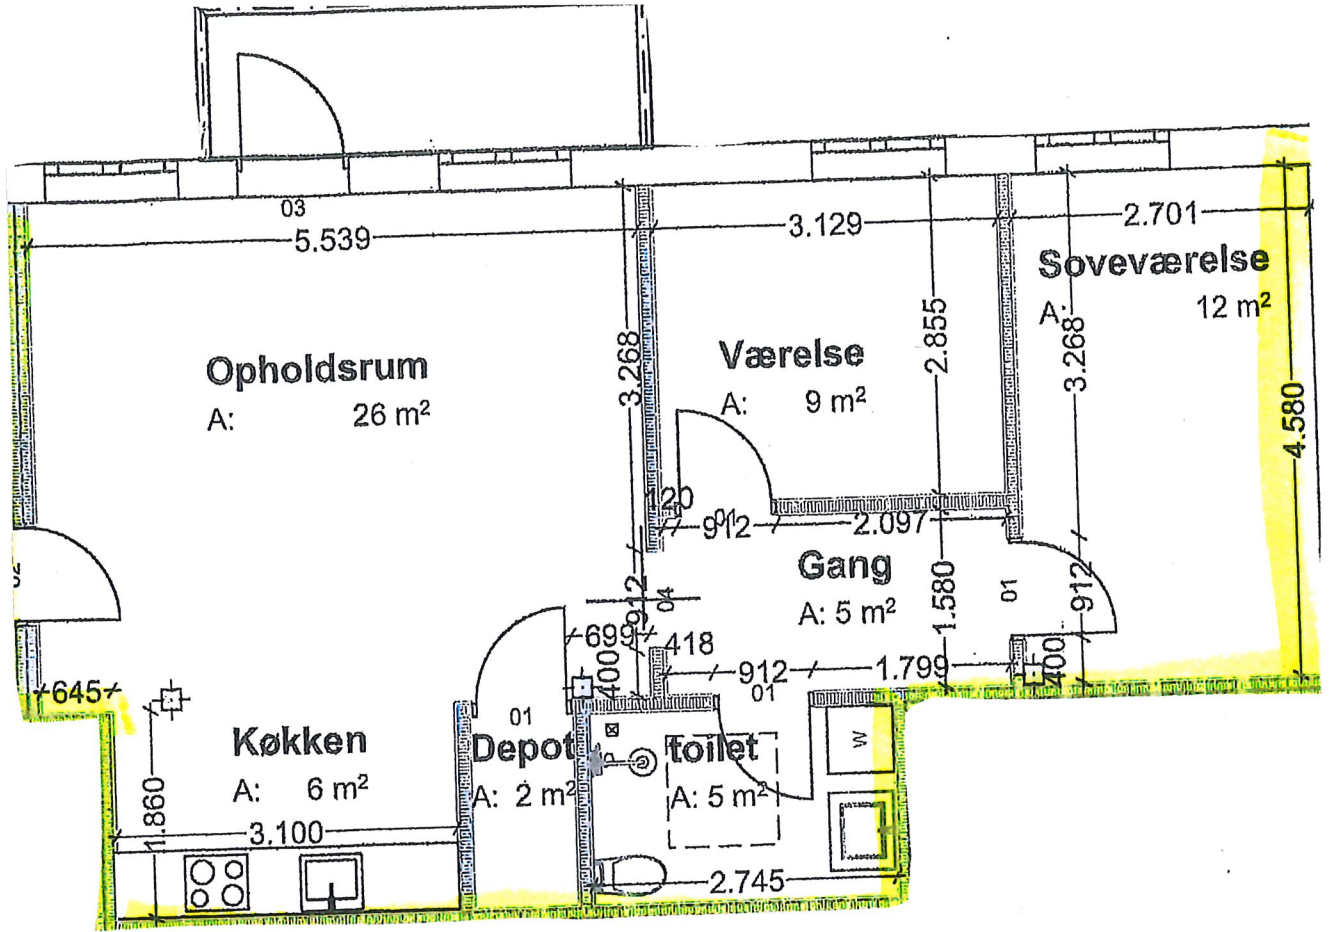 03
5.539
3.129
2.701
Soveværelse
A: 12 m²
3.268
2.855
3.268
Opholdsrum
A: 26 m²
Værelse
A: 9 m²
4.580
120
912
01
2.097
Gang
A: 5 m²
912
04
1.580
01
912
699
418
400
912
1.799
400
645
01
01
Køkken
A: 6 m²
Depot
A: 2 m²
toilet
A: 5 m²
W
1.860
3.100
2.745